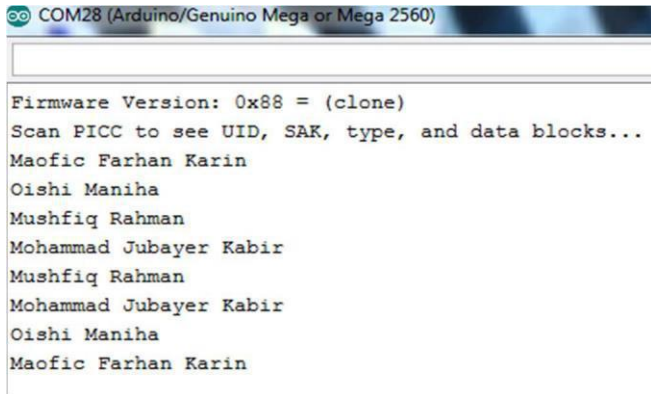 COM28 (Arduino/Genuino Mega or Mega 2560)
Firmware Version: 0x88 = (clone)
Scan PICC to see UID, SAK, type, and data blocks...
Maofic Farhan Karin
Oishi Maniha
Mushfiq Rahman
Mohammad Jubayer Kabir
Mushfiq Rahman
Mohammad Jubayer Kabir
Oishi Maniha
Maofic Farhan Karin